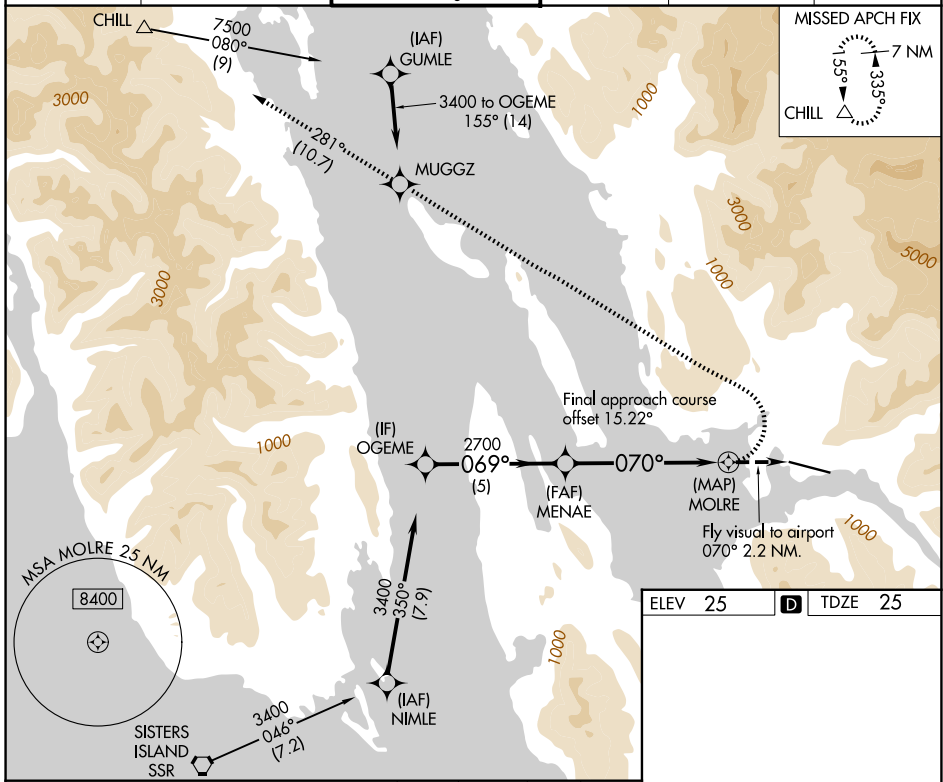 CHILL
7500
080°
(9)
(IAF)
GUMLE
3400 to OGEME
155° (14)
MISSED APCH FIX
7 NM
155°
335°
CHILL
3000
1000
281°
(10.7)
MUGGZ
3000
5000
1000
3000
Final approach course
offset 15.22°
1000
(IF)
OGEME
2700
069°
(5)
070°
(FAF)
MENAE
(MAP)
MOLRE
Fly visual to airport
070° 2.2 NM.
1000
MSA MOLRE 25 NM
8400
3400
350°
(7.9)
1000
ELEV 25
D
TDZE 25
(IAF)
NIMLE
3400
046°
(7.2)
SISTERS
ISLAND
SSR